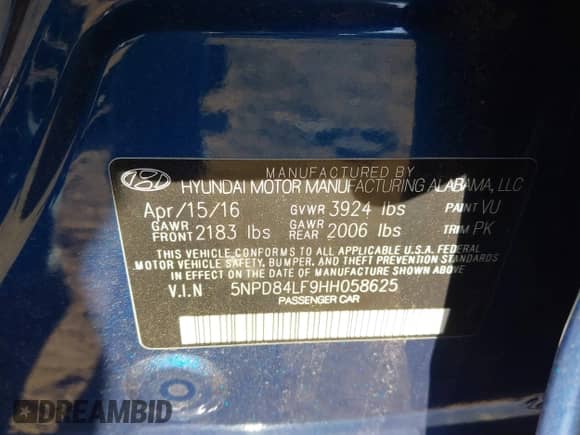 MANUFACTURED BY
HYUNDAI MOTOR MANUFACTURING ALABAMA, LLC
Apr/15/16 GVWR 3924 lbs PAINT VU
GAWR FRONT 2183 lbs GAWR REAR 2006 lbs TRIM PK
THIS VEHICLE CONFORMS TO ALL APPLICABLE U.S.A. FEDERAL
MOTOR VEHICLE SAFETY, BUMPER, AND THEFT PREVENTION STANDARDS
IN EFFECT ON THE DATE OF MANUFACTURE SHOWN ABOVE.
V.I.N 5NPD84LF9HH058625
PASSENGER CAR
DREAMBID